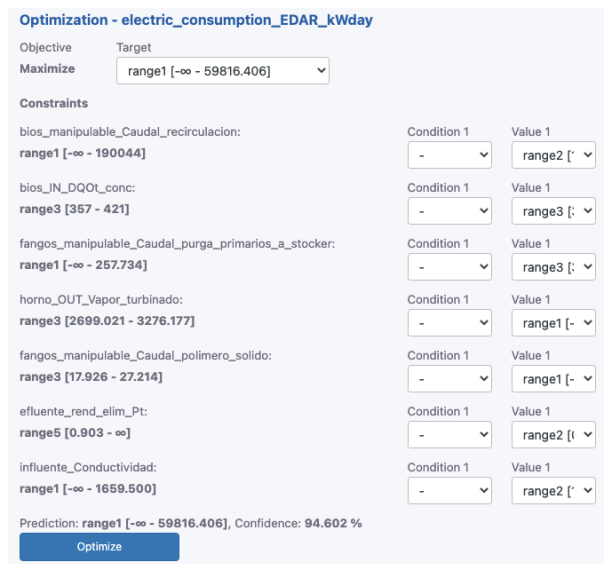 Optimization - electric_consumption_EDAR_kWday
Objective Target
Maximize range1 [-∞ - 59816.406]
Constraints
bios_manipulable_Caudal_recirculacion: Condition 1 Value 1
range1 [-∞ - 190044] - range2 [
bios_IN_DQOt_conc: Condition 1 Value 1
range3 [357 - 421] - range3 [
fangos_manipulable_Caudal_purga_primarios_a_stocker: Condition 1 Value 1
range1 [-∞ - 257.734] - range3 [
horno_OUT_Vapor_turbinado: Condition 1 Value 1
range3 [2699.021 - 3276.177] - range1 [-
fangos_manipulable_Caudal_polimero_solido: Condition 1 Value 1
range3 [17.926 - 27.214] - range1 [-
efluente_rend_elim_Pt: Condition 1 Value 1
range5 [0.903 - ∞] - range2 [
influente_Conductividad: Condition 1 Value 1
range1 [-∞ - 1659.500] - range2 [
Prediction: range1 [-∞ - 59816.406], Confidence: 94.602 %
Optimize